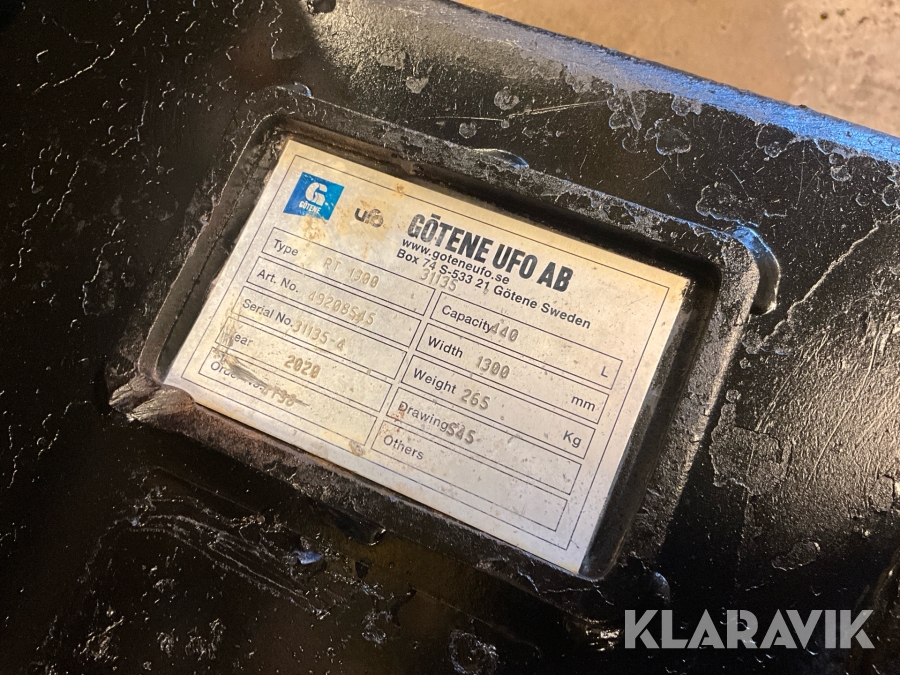 G
GÖTENE
ufo
GÖTENE UFO AB
www.goteneufo.se
Box 74 S-533 21 Götene Sweden
31135
Type RT 1300
Art. No. 49208S45
Serial No. 31135-4
Year 2020
Capacity 440 L
Width 1300 mm
Weight 265 Kg
Drawing S45
Others
KLARAVIK